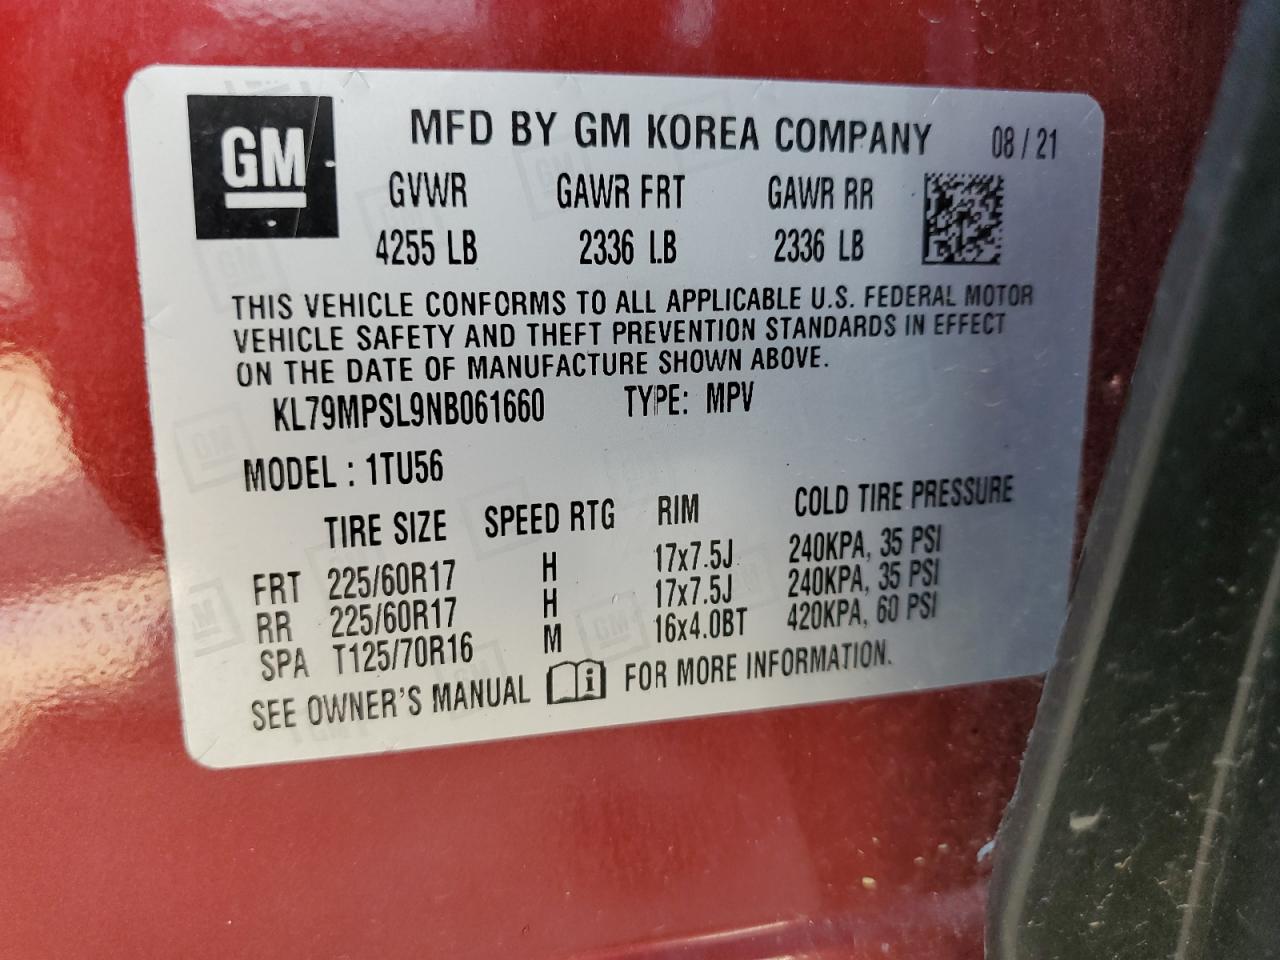 GM
MFD BY GM KOREA COMPANY 08 / 21
GVWR GAWR FRT GAWR RR
4255 LB 2336 LB 2336 LB
THIS VEHICLE CONFORMS TO ALL APPLICABLE U.S. FEDERAL MOTOR
VEHICLE SAFETY AND THEFT PREVENTION STANDARDS IN EFFECT
ON THE DATE OF MANUFACTURE SHOWN ABOVE.
KL79MPSL9NB061660 TYPE: MPV
MODEL : 1TU56
TIRE SIZE SPEED RTG RIM COLD TIRE PRESSURE
FRT 225/60R17 H 17x7.5J 240KPA, 35 PSI
RR 225/60R17 H 17x7.5J 240KPA, 35 PSI
SPA T125/70R16 M 16x4.0BT 420KPA, 60 PSI
SEE OWNER'S MANUAL i FOR MORE INFORMATION.